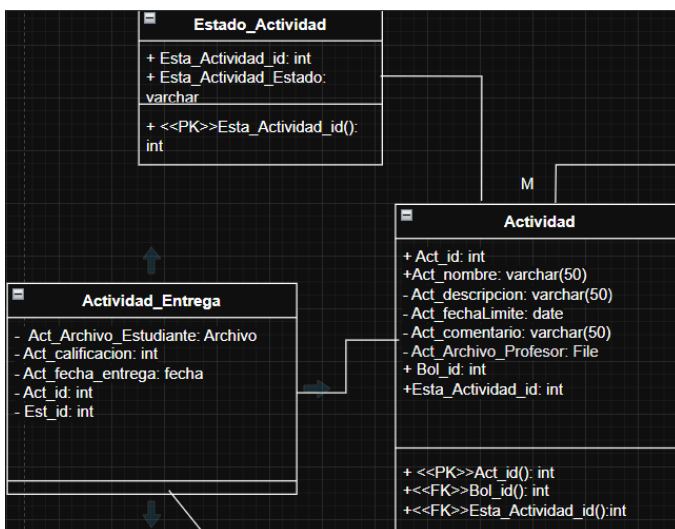 Estado_Actividad
+ Esta_Actividad_id: int
+ Esta_Actividad_Estado:
varchar
+ <<PK>>Esta_Actividad_id():
int
M
Actividad
+ Act_id: int
+Act_nombre: varchar(50)
- Act_descripcion: varchar(50)
- Act_fechaLimite: date
- Act_comentario: varchar(50)
- Act_Archivo_Profesor: File
+ Bol_id: int
+Esta_Actividad_id: int
+ <<PK>>Act_id(): int
+<<FK>>Bol_id(): int
+<<FK>>Esta_Actividad_id():int
Actividad_Entrega
- Act_Archivo_Estudiante: Archivo
- Act_calificacion: int
- Act_fecha_entrega: fecha
- Act_id: int
- Est_id: int